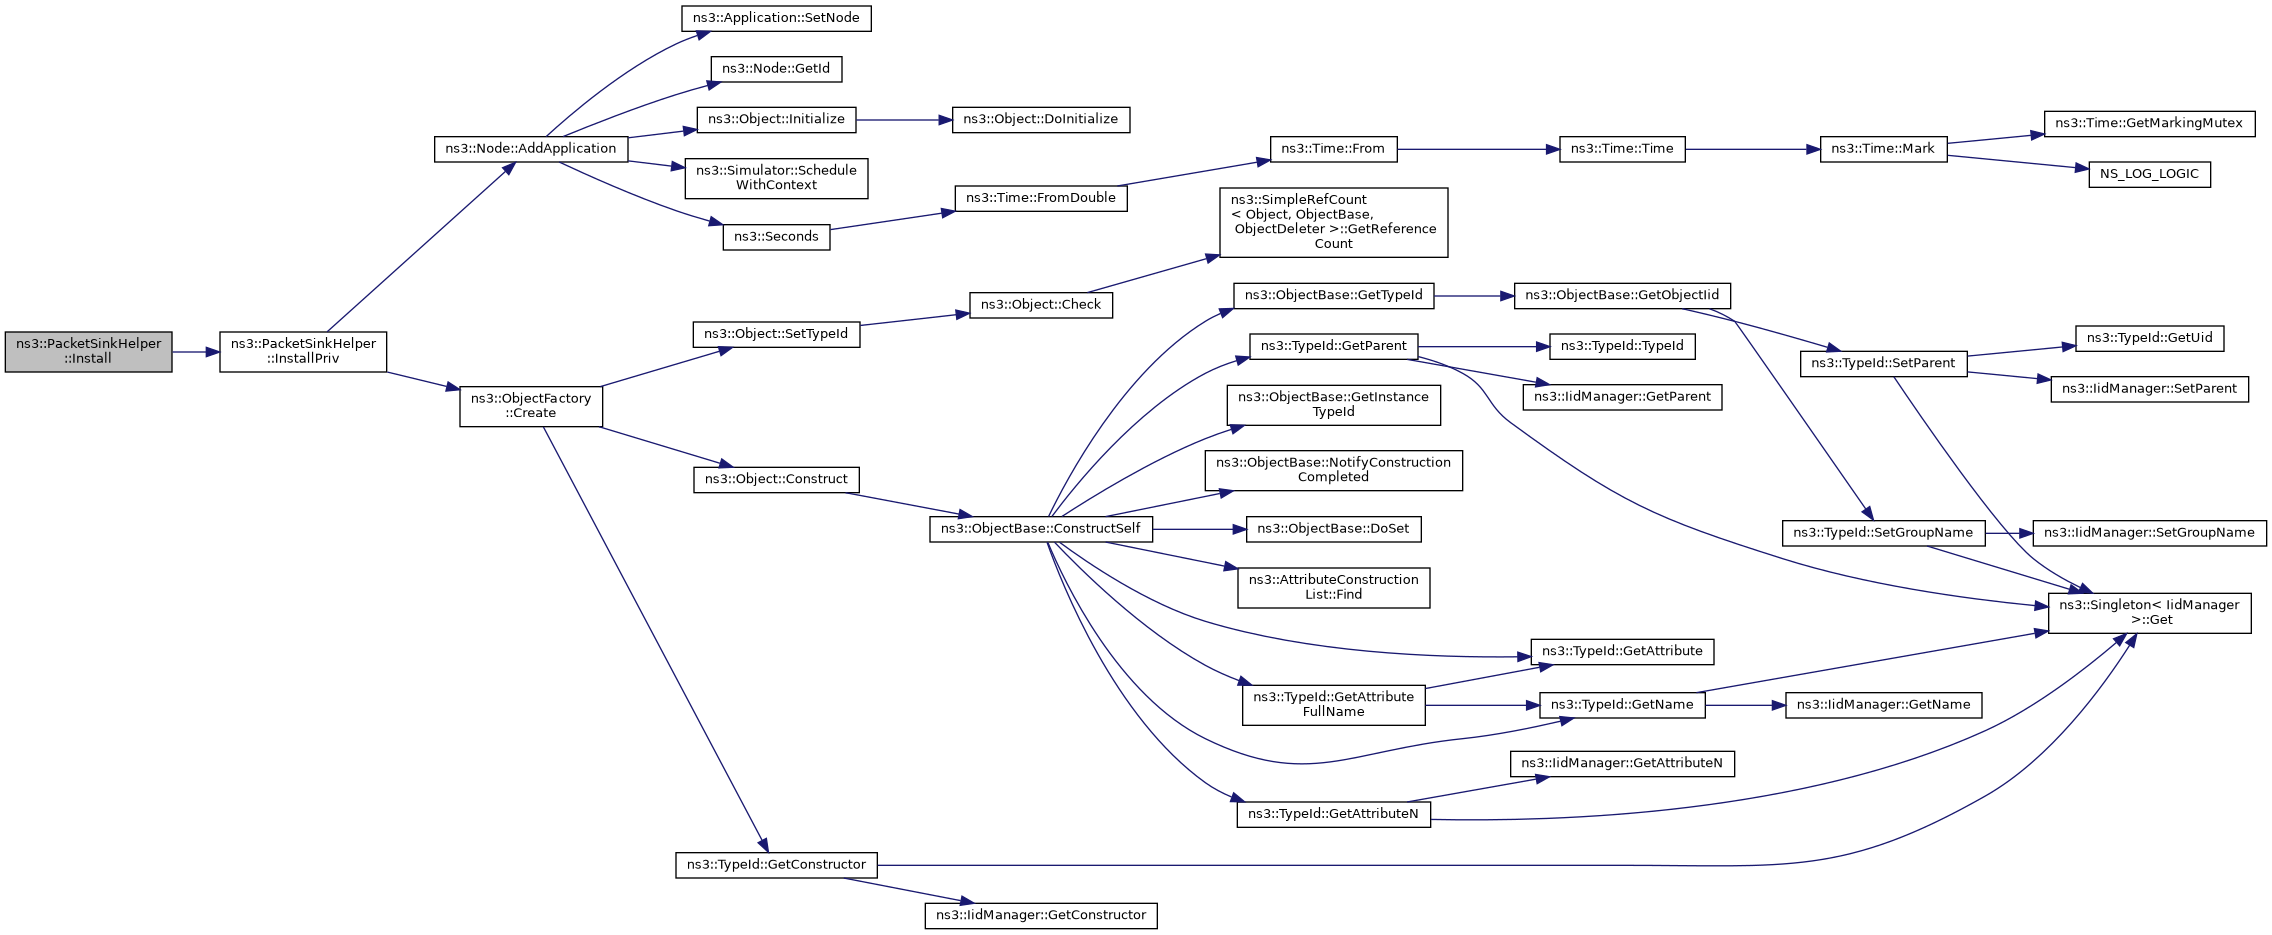 ns3::PacketSinkHelper
::Install
ns3::PacketSinkHelper
::InstallPriv
ns3::Node::AddApplication
ns3::ObjectFactory
::Create
ns3::Application::SetNode
ns3::Node::GetId
ns3::Object::Initialize
ns3::Simulator::Schedule
WithContext
ns3::Seconds
ns3::Object::SetTypeId
ns3::Object::Construct
ns3::TypeId::GetConstructor
ns3::Object::DoInitialize
ns3::Time::FromDouble
ns3::Object::Check
ns3::ObjectBase::ConstructSelf
ns3::IidManager::GetConstructor
ns3::Time::From
ns3::SimpleRefCount
< Object, ObjectBase,
ObjectDeleter >::GetReference
Count
ns3::ObjectBase::GetTypeId
ns3::TypeId::GetParent
ns3::ObjectBase::GetInstance
TypeId
ns3::ObjectBase::NotifyConstruction
Completed
ns3::ObjectBase::DoSet
ns3::AttributeConstruction
List::Find
ns3::TypeId::GetAttribute
FullName
ns3::TypeId::GetAttributeN
ns3::Time::Time
ns3::ObjectBase::GetObjectIid
ns3::TypeId::TypeId
ns3::IidManager::GetParent
ns3::TypeId::GetAttribute
ns3::TypeId::GetName
ns3::IidManager::GetAttributeN
ns3::Time::Mark
ns3::TypeId::SetParent
ns3::TypeId::SetGroupName
ns3::IidManager::GetName
ns3::Time::GetMarkingMutex
NS_LOG_LOGIC
ns3::TypeId::GetUid
ns3::IidManager::SetParent
ns3::IidManager::SetGroupName
ns3::Singleton< IidManager
>::Get